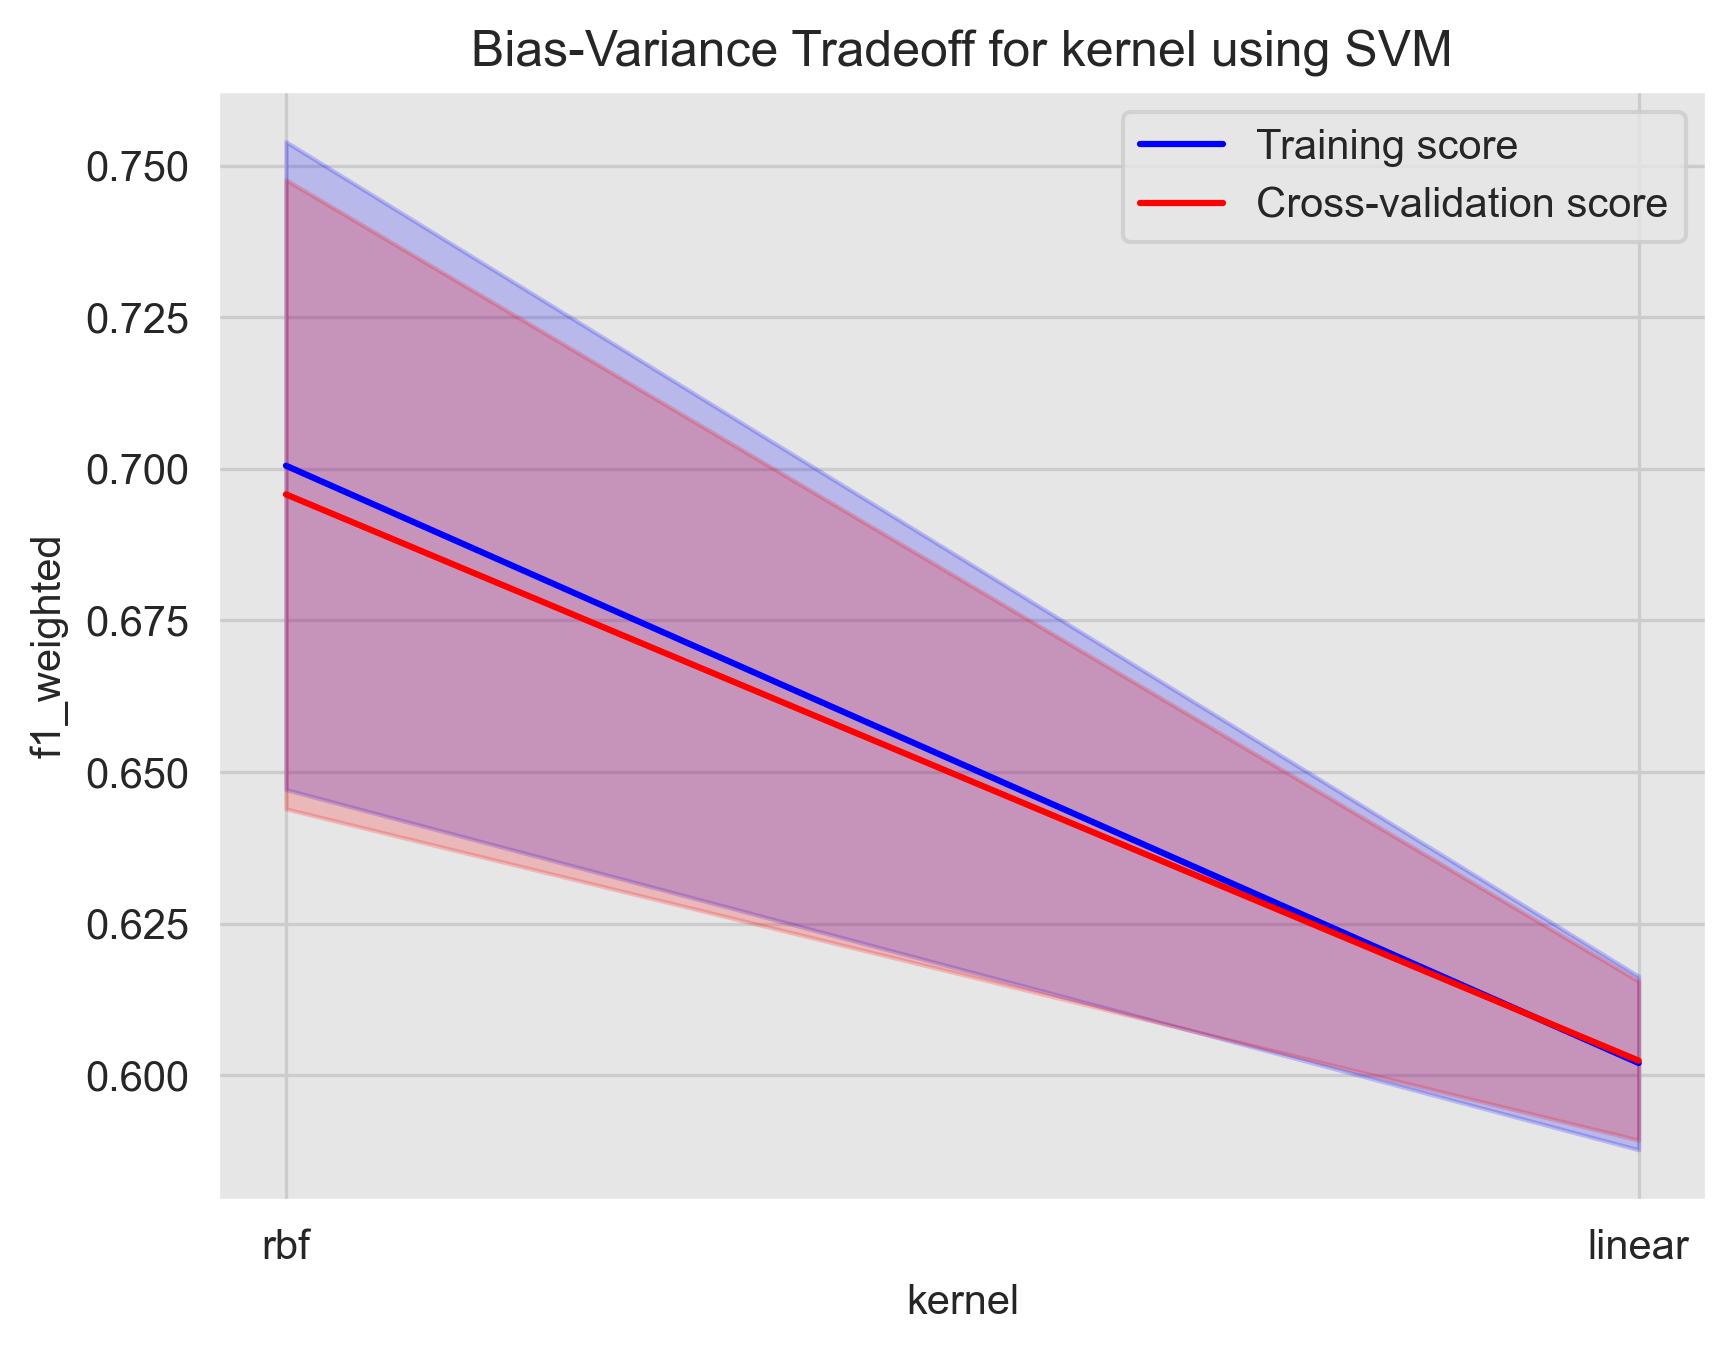 Bias-Variance Tradeoff for kernel using SVM
Training score
Cross-validation score
0.750
0.725
0.700
0.675
0.650
0.625
0.600
f1_weighted
rbf
linear
kernel